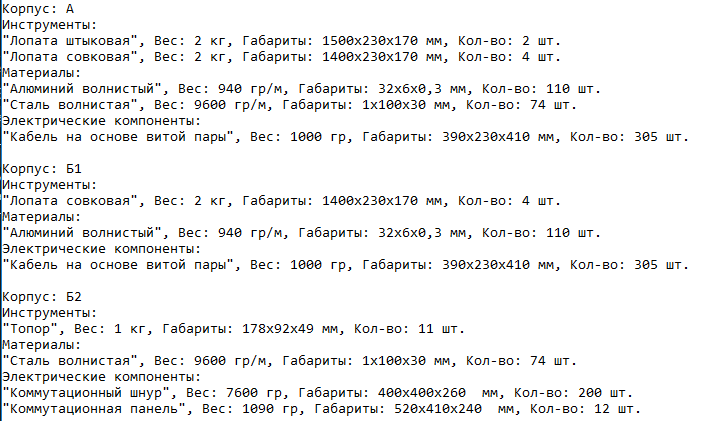 Корпус: А
Инструменты:
"Лопата штыковая", Вес: 2 кг, Габариты: 1500x230x170 мм, Кол-во: 2 шт.
"Лопата совковая", Вес: 2 кг, Габариты: 1400x230x170 мм, Кол-во: 4 шт.
Материалы:
"Алюминий волнистый", Вес: 940 гр/м, Габариты: 32x6x0,3 мм, Кол-во: 110 шт.
"Сталь волнистая", Вес: 9600 гр/м, Габариты: 1x100x30 мм, Кол-во: 74 шт.
Электрические компоненты:
"Кабель на основе витой пары", Вес: 1000 гр, Габариты: 390x230x410 мм, Кол-во: 305 шт.
Корпус: Б1
Инструменты:
"Лопата совковая", Вес: 2 кг, Габариты: 1400x230x170 мм, Кол-во: 4 шт.
Материалы:
"Алюминий волнистый", Вес: 940 гр/м, Габариты: 32x6x0,3 мм, Кол-во: 110 шт.
Электрические компоненты:
"Кабель на основе витой пары", Вес: 1000 гр, Габариты: 390x230x410 мм, Кол-во: 305 шт.
Корпус: Б2
Инструменты:
"Топор", Вес: 1 кг, Габариты: 178x92x49 мм, Кол-во: 11 шт.
Материалы:
"Сталь волнистая", Вес: 9600 гр/м, Габариты: 1x100x30 мм, Кол-во: 74 шт.
Электрические компоненты:
"Коммутационный шнур", Вес: 7600 гр, Габариты: 400x400x260  мм, Кол-во: 200 шт.
"Коммутационная панель", Вес: 1090 гр, Габариты: 520x410x240  мм, Кол-во: 12 шт.